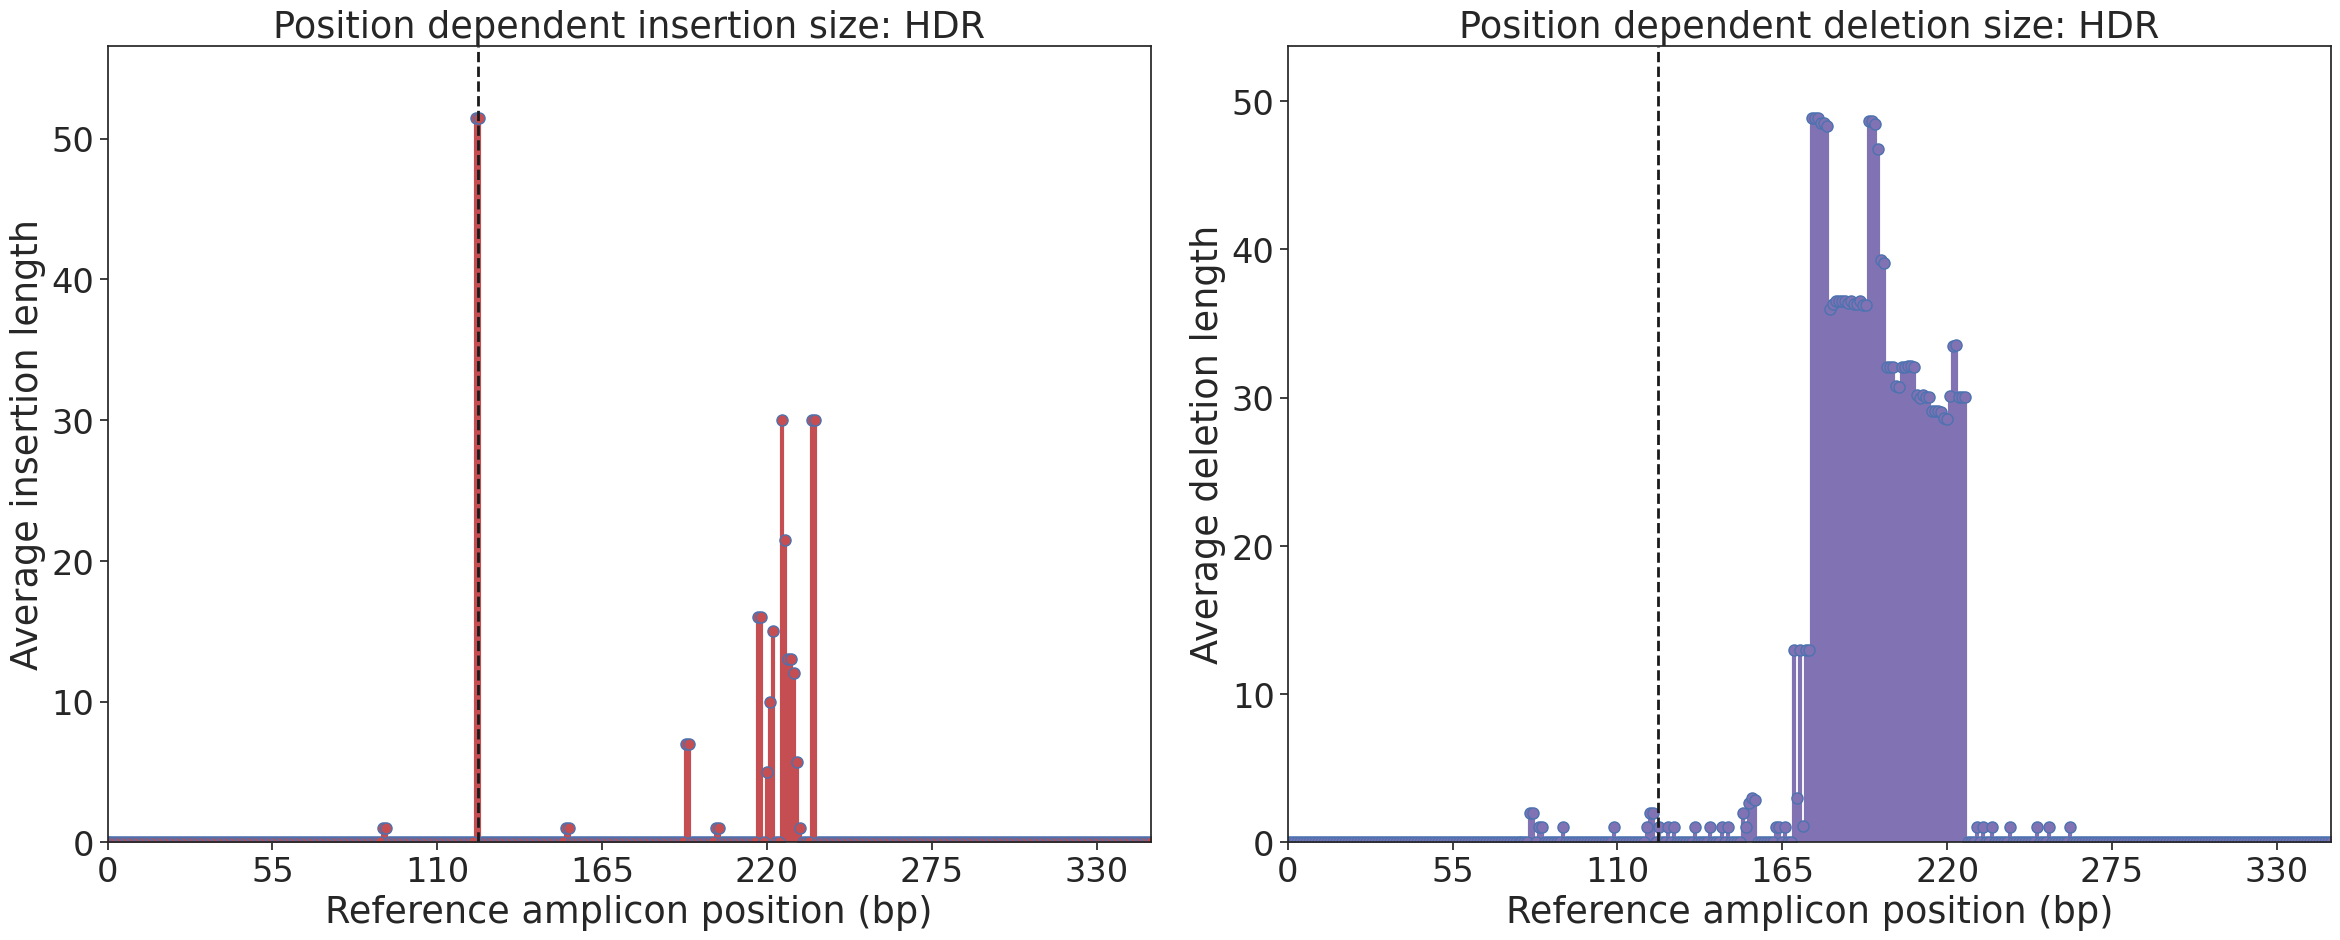 Position dependent insertion size: HDR
Average insertion length
50
40
30
20
10
0
0 55 110 165 220 275 330
Reference amplicon position (bp)
Position dependent deletion size: HDR
Average deletion length
50
40
30
20
10
0
0 55 110 165 220 275 330
Reference amplicon position (bp)